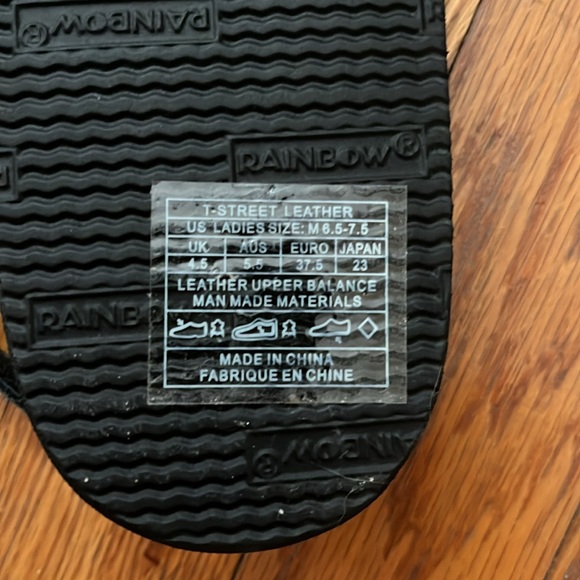 RAINBOW®
RAINBOW®
T-STREET LEATHER
US LADIES SIZE: M 6.5-7.5
UK AUS EURO JAPAN
4.5 5.5 37.5 23
LEATHER UPPER BALANCE
MAN MADE MATERIALS
RAINB
MADE IN CHINA
FABRIQUE EN CHINE
RAINBOW®